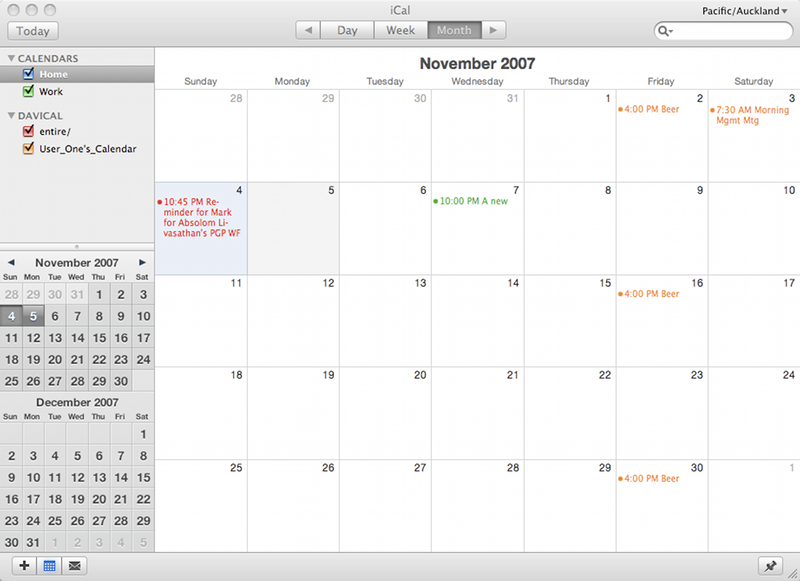 iCal
Pacific/Auckland
Today
Day Week Month
CALENDARS
Home
Work
DAVICAL
entire/
User_One's_Calendar
November 2007
Sun Mon Tue Wed Thu Fri Sat
28 29 30 31 1 2 3
4 5 6 7 8 9 10
11 12 13 14 15 16 17
18 19 20 21 22 23 24
25 26 27 28 29 30
December 2007
Sun Mon Tue Wed Thu Fri Sat
1
2 3 4 5 6 7 8
9 10 11 12 13 14 15
16 17 18 19 20 21 22
23 24 25 26 27 28 29
30 31 1 2 3 4 5
November 2007
Sunday Monday Tuesday Wednesday Thursday Friday Saturday
28 29 30 31 1 2 3
4:00 PM Beer
7:30 AM Morning
Mgmt Mtg
4 5 6 7 8 9 10
10:45 PM Re-
minder for Mark
for Absolom Li-
vasathan's PGP WF
10:00 PM A new
11 12 13 14 15 16 17
4:00 PM Beer
18 19 20 21 22 23 24
25 26 27 28 29 30 1
4:00 PM Beer